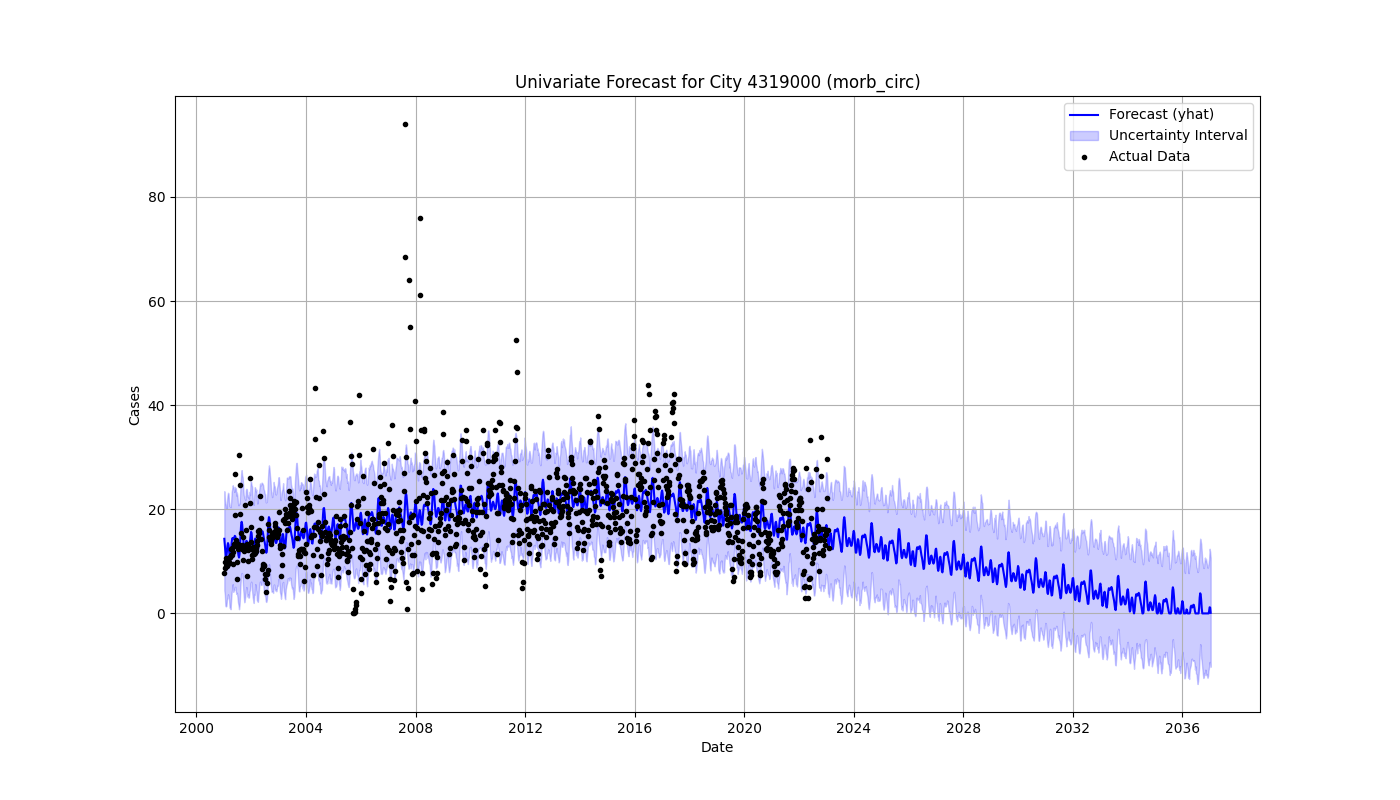 Univariate Forecast for City 4319000 (morb_circ)
Forecast (yhat)
Uncertainty Interval
Actual Data
80
60
40
20
0
Cases
2000 2004 2008 2012 2016 2020 2024 2028 2032 2036
Date